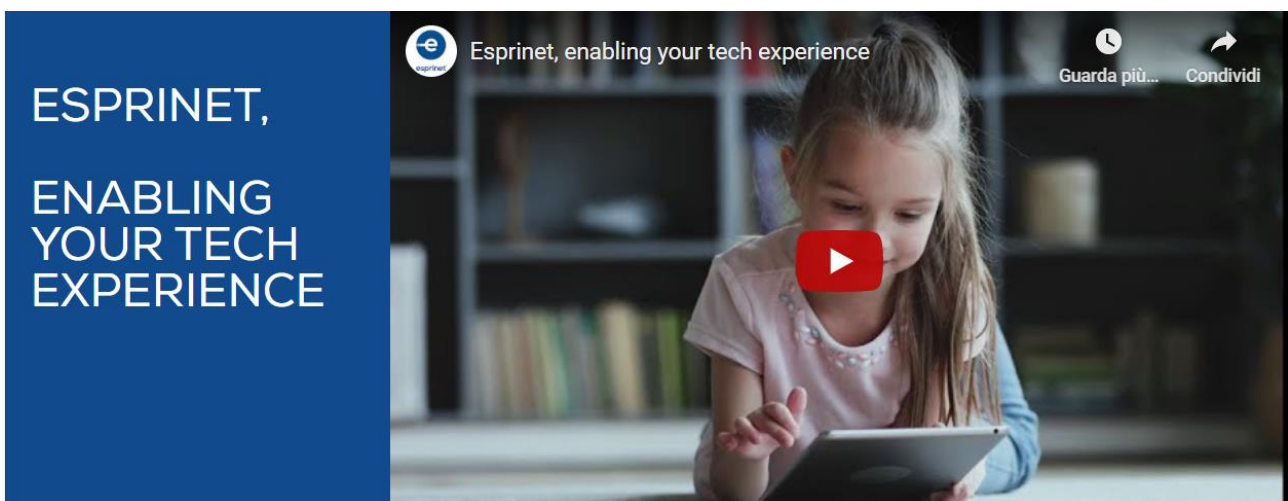 ESPRINET,
ENABLING
YOUR TECH
EXPERIENCE
e
esprinet
Esprinet, enabling your tech experience
Guarda più...
Condividi